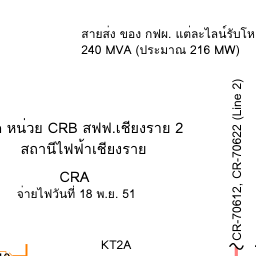 สายส่ง ของ กฟผ. แต่ละไลน์รับโห
240 MVA (ประมาณ 216 MW)
หน่วย CRB สฟฟ.เชียงราย 2
สถานีไฟฟ้าเชียงราย
CRA
จ่ายไฟวันที่ 18 พ.ย. 51
CR-70612, CR-70622 (Line 2)
KT2A